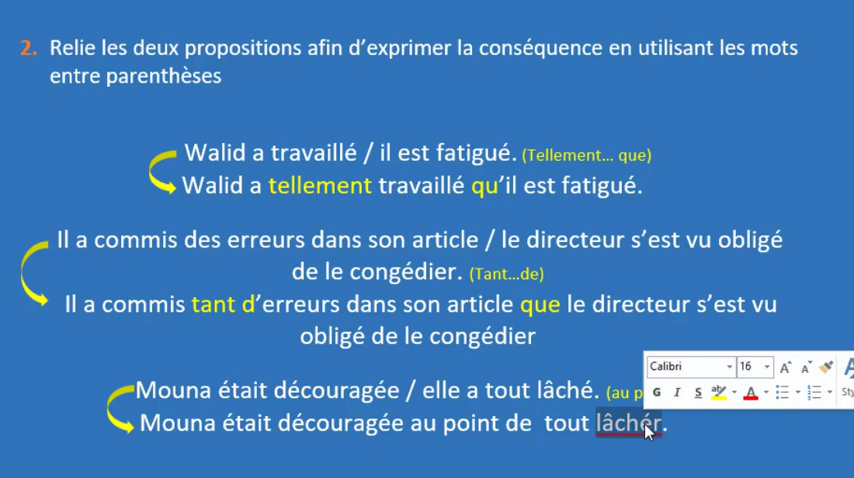 2. Relie les deux propositions afin d'exprimer la conséquence en utilisant les mots
entre parenthèses
Walid a travaillé / il est fatigué. (Tellement... que)
Walid a tellement travaillé qu'il est fatigué.
Il a commis des erreurs dans son article / le directeur s'est vu obligé
de le congédier. (Tant...de)
Il a commis tant d'erreurs dans son article que le directeur s'est vu
obligé de le congédier
Mouna était découragée / elle a tout lâché. (au p
Mouna était découragée au point de tout lâchér.
Calibri 16
G I S